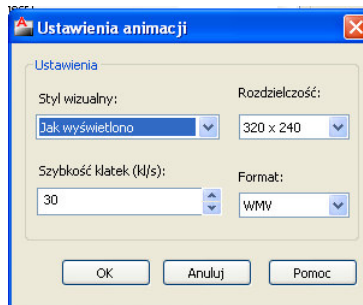 Ustawienia animacji
Ustawienia
Styl wizualny:
Rozdzielczość:
Jak wyświetlono
320 x 240
Szybkość klatek (kl/s):
Format:
30
WMV
OK
Anuluj
Pomoc